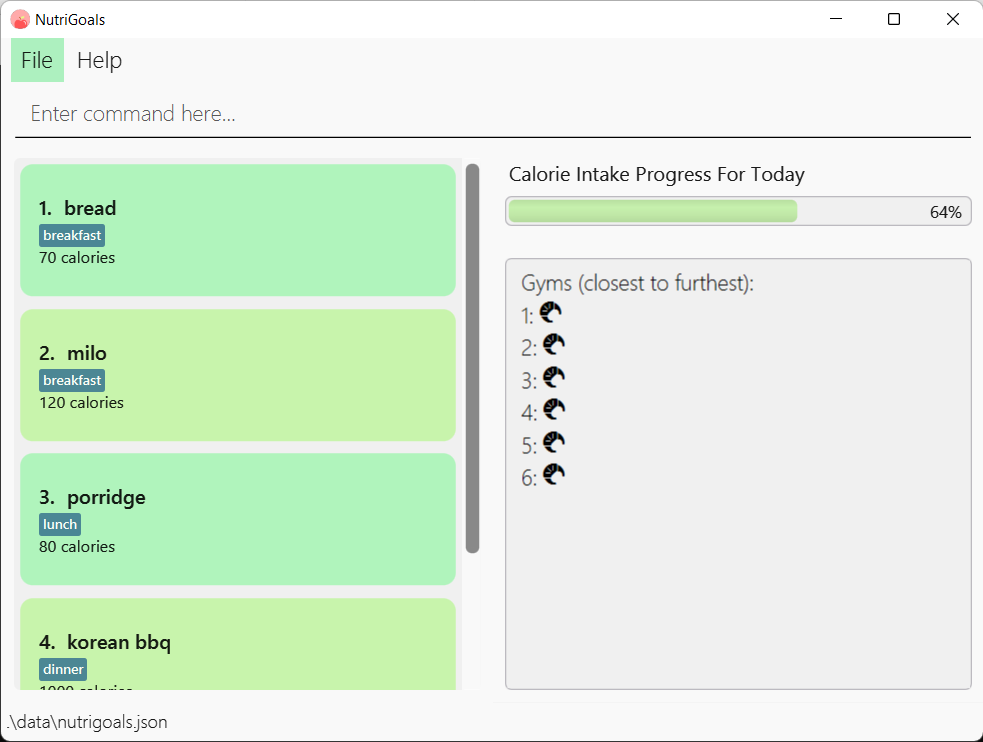 NutriGoals
File Help
Enter command here...
1. bread
breakfast
70 calories
2. milo
breakfast
120 calories
3. porridge
lunch
80 calories
4. korean bbq
dinner
Calorie Intake Progress For Today
64%
Gyms (closest to furthest):
1:
2:
3:
4:
5:
6:
.\data\nutrigoals.json